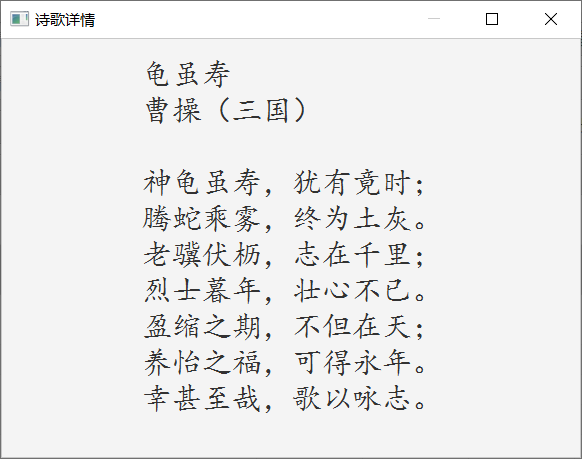 诗歌详情
龟虽寿
曹操（三国）
神龟虽寿，犹有竟时；
腾蛇乘雾，终为土灰。
老骥伏枥，志在千里；
烈士暮年，壮心不已。
盈缩之期，不但在天；
养怡之福，可得永年。
幸甚至哉，歌以咏志。